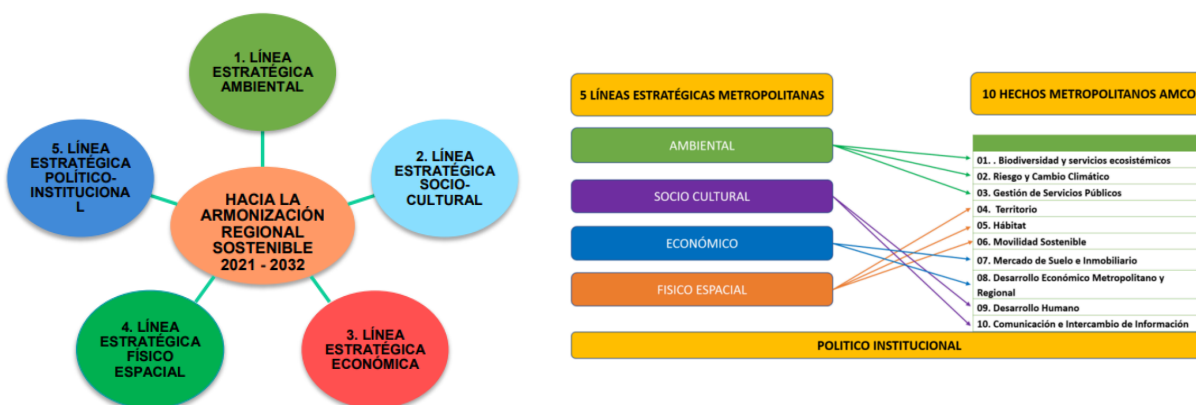 1. LÍNEA
ESTRATÉGICA
AMBIENTAL
2. LÍNEA
ESTRATÉGICA
SOCIO-
CULTURAL
3. LÍNEA
ESTRATÉGICA
ECONÓMICA
4. LÍNEA
ESTRATÉGICA
FÍSICO
ESPACIAL
5. LÍNEA
ESTRATÉGICA
POLÍTICO-
INSTITUCIONA
L
HACIA LA
ARMONIZACIÓN
REGIONAL
SOSTENIBLE
2021 - 2032
5 LÍNEAS ESTRATÉGICAS METROPOLITANAS
AMBIENTAL
SOCIO CULTURAL
ECONÓMICO
FISICO ESPACIAL
10 HECHOS METROPOLITANOS AMCO
01. . Biodiversidad y servicios ecosistémicos
02. Riesgo y Cambio Climático
03. Gestión de Servicios Públicos
04. Territorio
05. Hábitat
06. Movilidad Sostenible
07. Mercado de Suelo e Inmobiliario
08. Desarrollo Económico Metropolitano y
Regional
09. Desarrollo Humano
10. Comunicación e Intercambio de Información
POLITICO INSTITUCIONAL